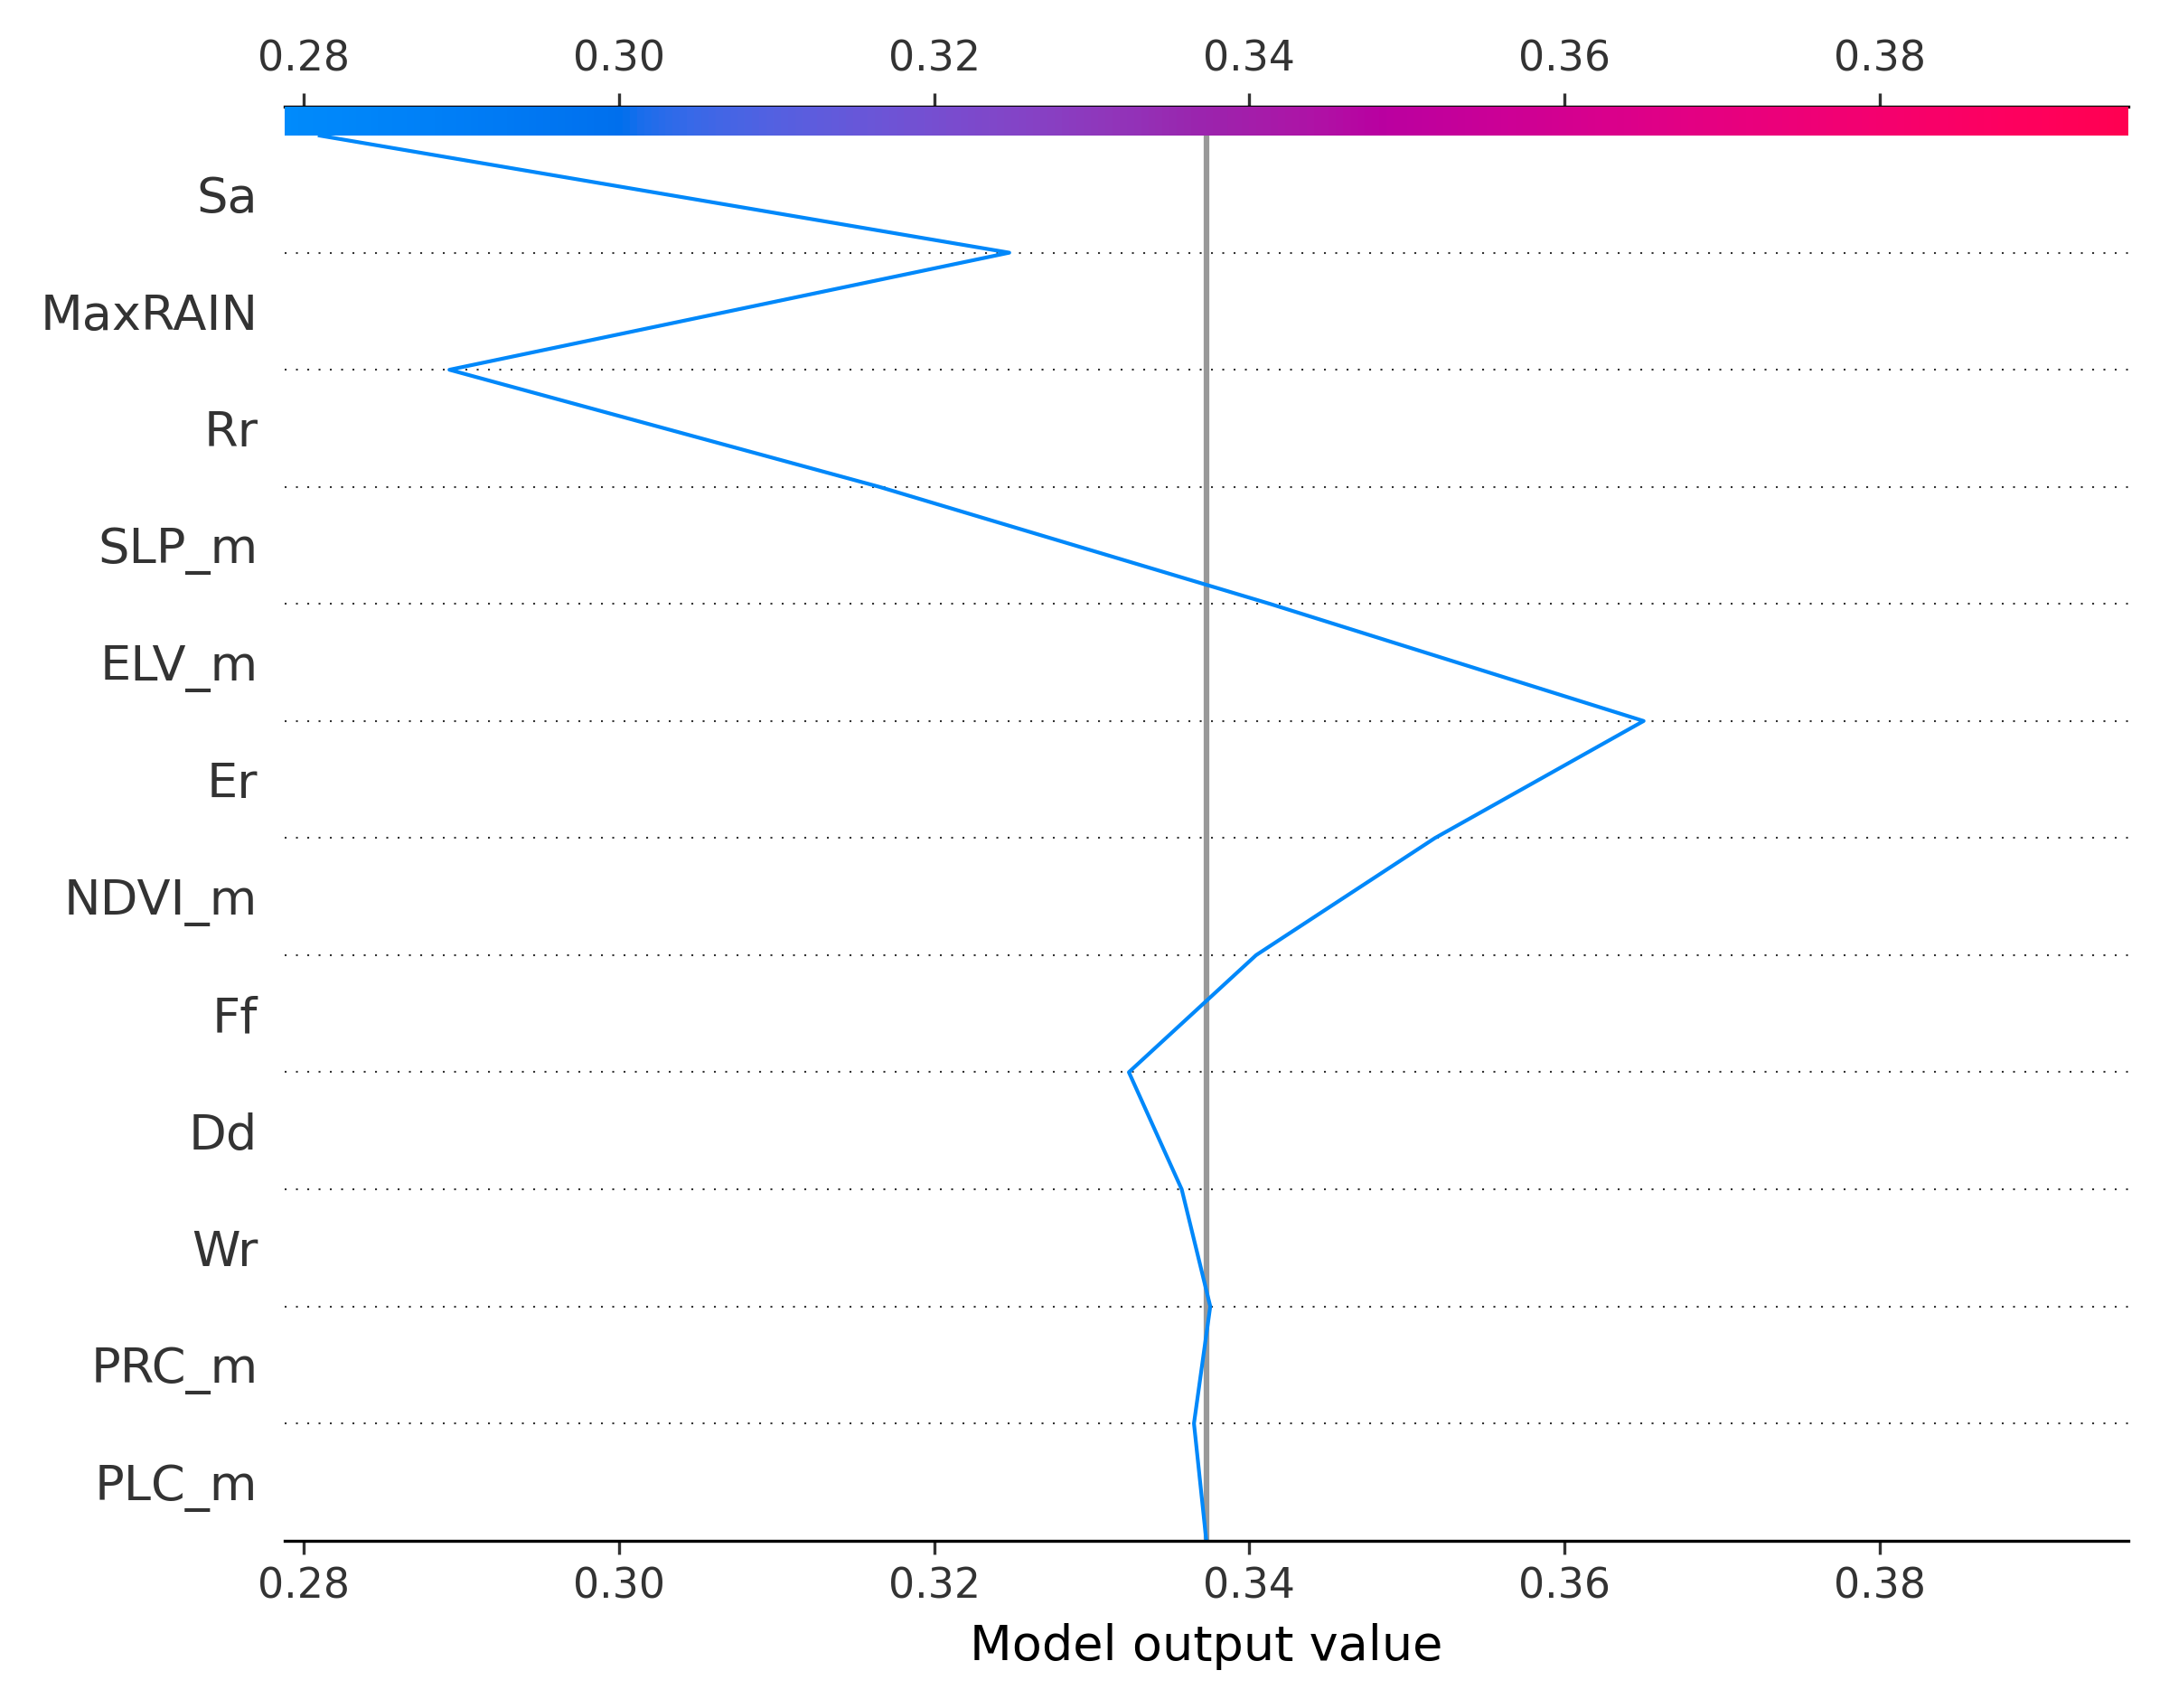 0.28 0.30 0.32 0.34 0.36 0.38
Sa
MaxRAIN
Rr
SLP_m
ELV_m
Er
NDVI_m
Ff
Dd
Wr
PRC_m
PLC_m
0.28 0.30 0.32 0.34 0.36 0.38
Model output value